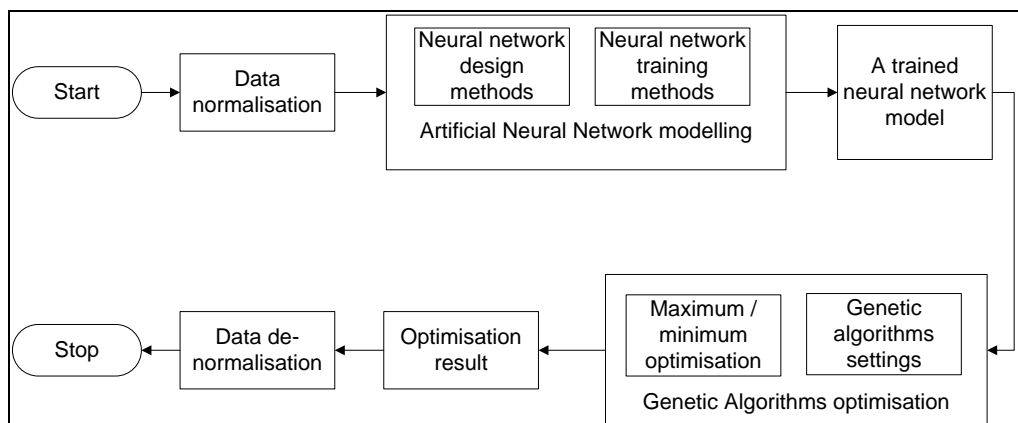 Start
Data
normalisation
Neural network
design
methods
Neural network
training
methods
Artificial Neural Network modelling
A trained
neural network
model
Stop
Data de-
normalisation
Optimisation
result
Maximum /
minimum
optimisation
Genetic
algorithms
settings
Genetic Algorithms optimisation